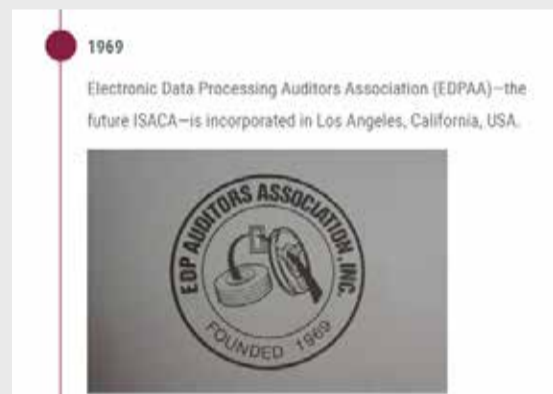 1969
Electronic Data Processing Auditors Association (EDPAA)—the
future ISACA—is incorporated in Los Angeles, California, USA.
EDP AUDITORS ASSOCIATION, INC.
FOUNDED 1969